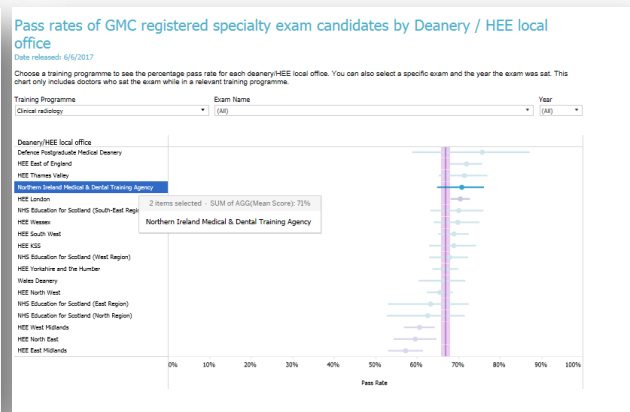 Pass rates of GMC registered specialty exam candidates by Deanery / HEE local
office
Date released: 6/6/2017
Choose a training programme to see the percentage pass rate for each deanery/HEE local office. You can also select a specific exam and the year the exam was sat. This
chart only includes doctors who sat the exam while in a relevant training programme.
Training Programme Exam Name Year
Clinical radiology (All) (All)
Deanery/HEE local office
Defence Postgraduate Medical Deanery
HEE East of England
HEE Thames Valley
Northern Ireland Medical & Dental Training Agency
HEE London
2 items selected · SUM of AGG(Mean Score): 71%
NHS Education for Scotland (South-East Regio
Northern Ireland Medical & Dental Training Agency
HEE Wessex
HEE South West
HEE KSS
NHS Education for Scotland (West Region)
HEE Yorkshire and the Humber
Wales Deanery
HEE North West
NHS Education for Scotland (East Region)
NHS Education for Scotland (North Region)
HEE West Midlands
HEE North East
HEE East Midlands
0% 10% 20% 30% 40% 50% 60% 70% 80% 90% 100%
Pass Rate